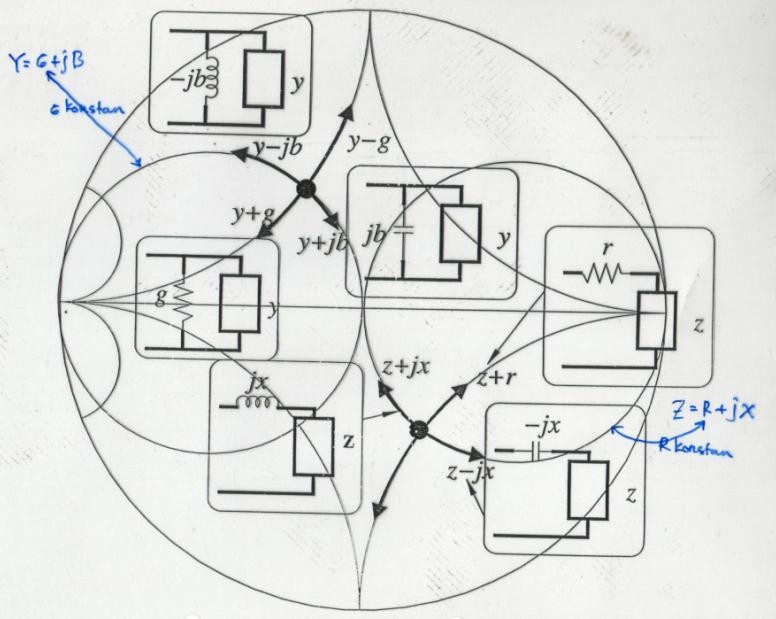 Y=G+jB
G konstan
-jb
y
y-jb
y-g
y+g
y+jb
jb
y
g
y
r
z
jx
z
z+jx
z+r
-jx
z
z-jx
Z=R+jX
R konstan